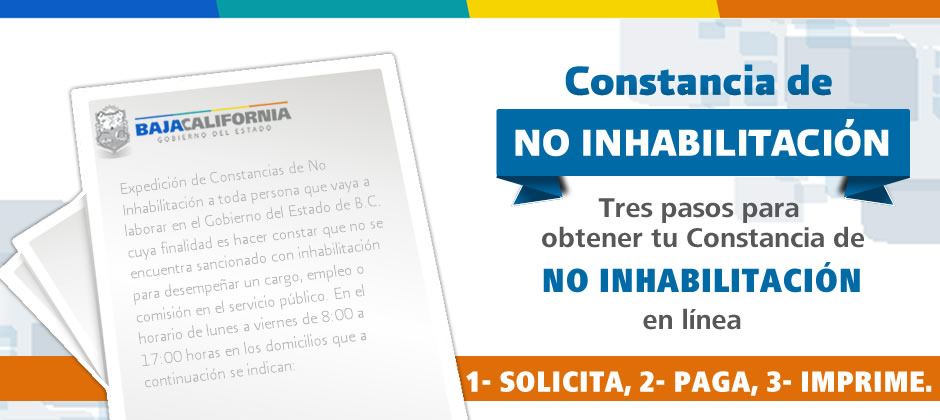 BAJACALIFORNIA
GOBIERNO DEL ESTADO
Expedición de Constancias de No
Inhabilitación a toda persona que vaya a
laborar en el Gobierno del Estado de B.C.
cuya finalidad es hacer constar que no se
encuentra sancionado con inhabilitación
para desempeñar un cargo, empleo o
comisión en el servicio público. En el
horario de lunes a viernes de 8:00 a
17:00 horas en los domicilios que a
continuación se indican:
Constancia de
NO INHABILITACIÓN
Tres pasos para
obtener tu Constancia de
NO INHABILITACIÓN
en línea
1- SOLICITA, 2- PAGA, 3- IMPRIME.